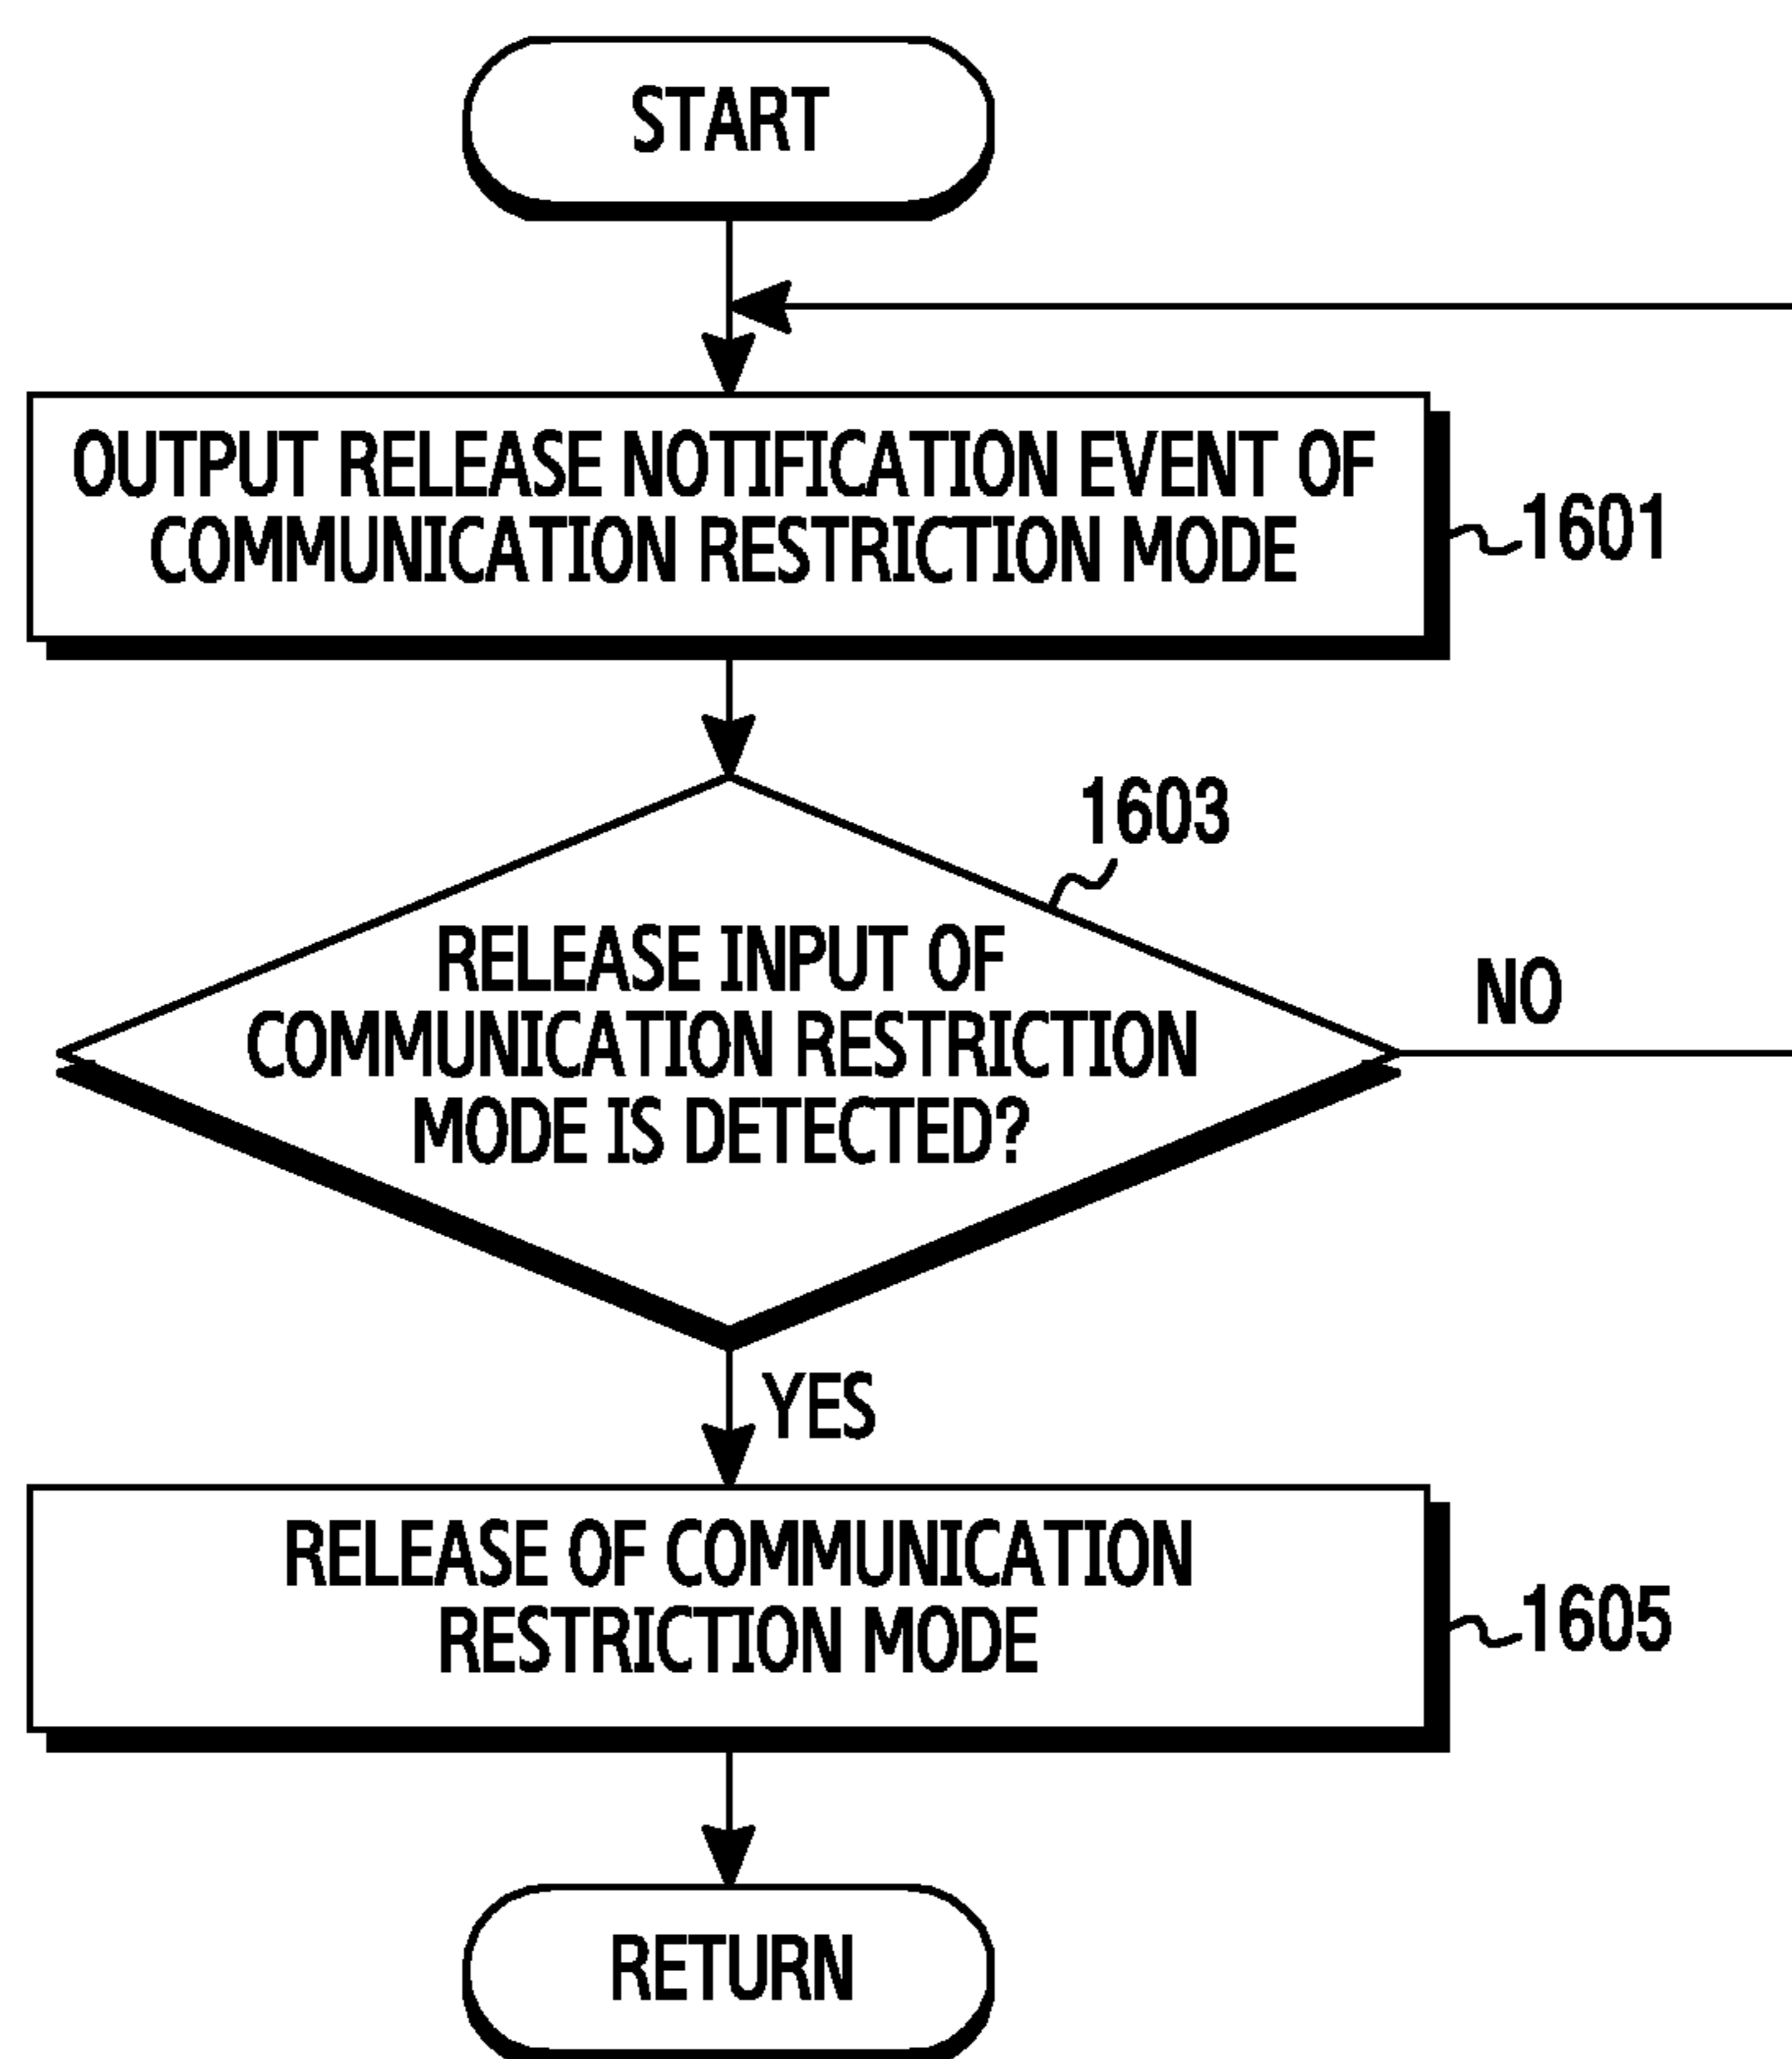 START
OUTPUT RELEASE NOTIFICATION EVENT OF
COMMUNICATION RESTRICTION MODE
1601
1603
RELEASE INPUT OF
COMMUNICATION RESTRICTION
MODE IS DETECTED?
NO
YES
RELEASE OF COMMUNICATION
RESTRICTION MODE
1605
RETURN